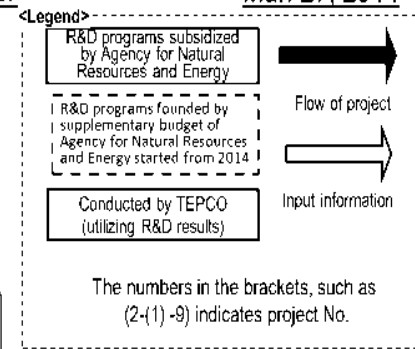 <Legend>
R&D programs subsidized
by Agency for Natural
Resources and Energy
Flow of project
R&D programs founded by
supplementary budget of
Agency for Natural Resources
and Energy started from 2014
Input information
Conducted by TEPCO
(utilizing R&D results)
The numbers in the brackets, such as
(2-(1) -9) indicates project No.